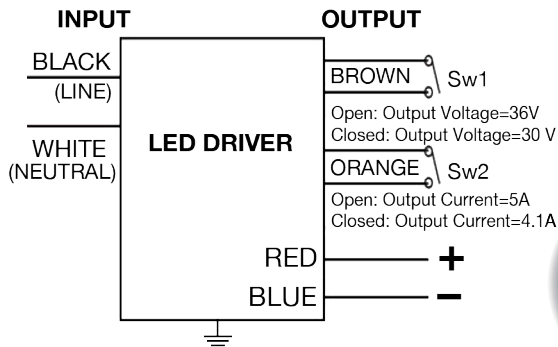 INPUT
OUTPUT
BLACK
(LINE)
WHITE
(NEUTRAL)
LED DRIVER
BROWN
Sw1
Open: Output Voltage=36V
Closed: Output Voltage=30 V
ORANGE
Sw2
Open: Output Current=5A
Closed: Output Current=4.1A
RED
+
BLUE
−